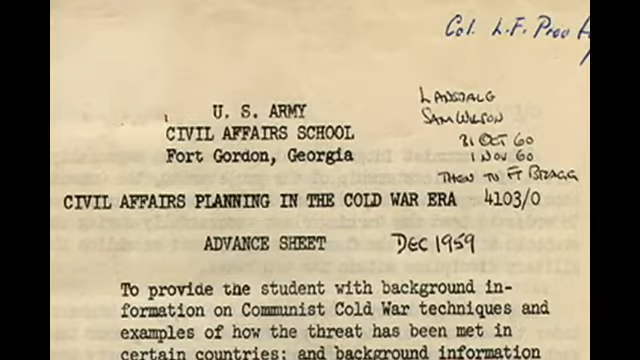 Col. L.F. Prou
LANSDALE
SAM WILSON
31 OCT 60
1 NOV 60
THEN TO FT BRAGG
U. S. ARMY
CIVIL AFFAIRS SCHOOL
Fort Gordon, Georgia
CIVIL AFFAIRS PLANNING IN THE COLD WAR ERA 4103/0
ADVANCE SHEET DEC 1959
To provide the student with background in-
formation on Communist Cold War techniques and
examples of how the threat has been met in
certain countries; and background information